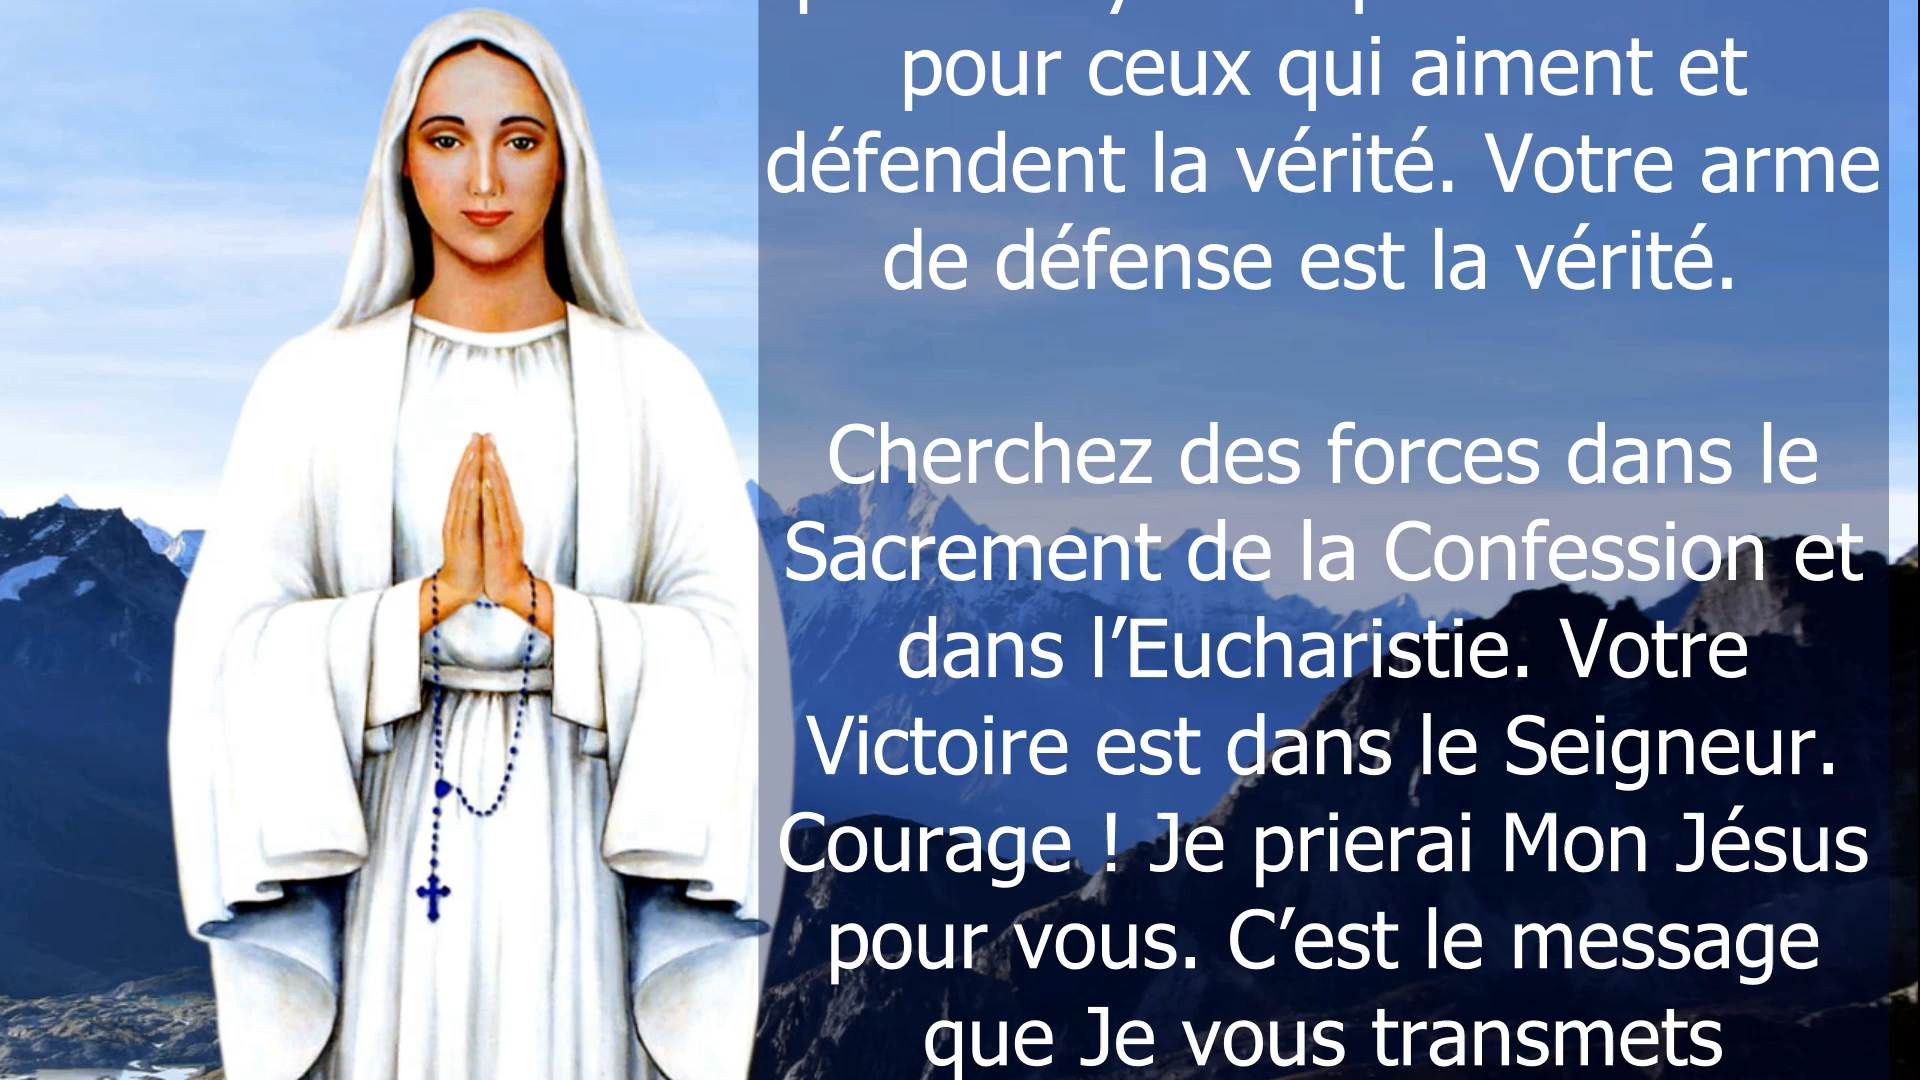 pour ceux qui aiment et
défendent la vérité. Votre arme
de défense est la vérité.
Cherchez des forces dans le
Sacrement de la Confession et
dans l’Eucharistie. Votre
Victoire est dans le Seigneur.
Courage ! Je prierai Mon Jésus
pour vous. C’est le message
que Je vous transmets